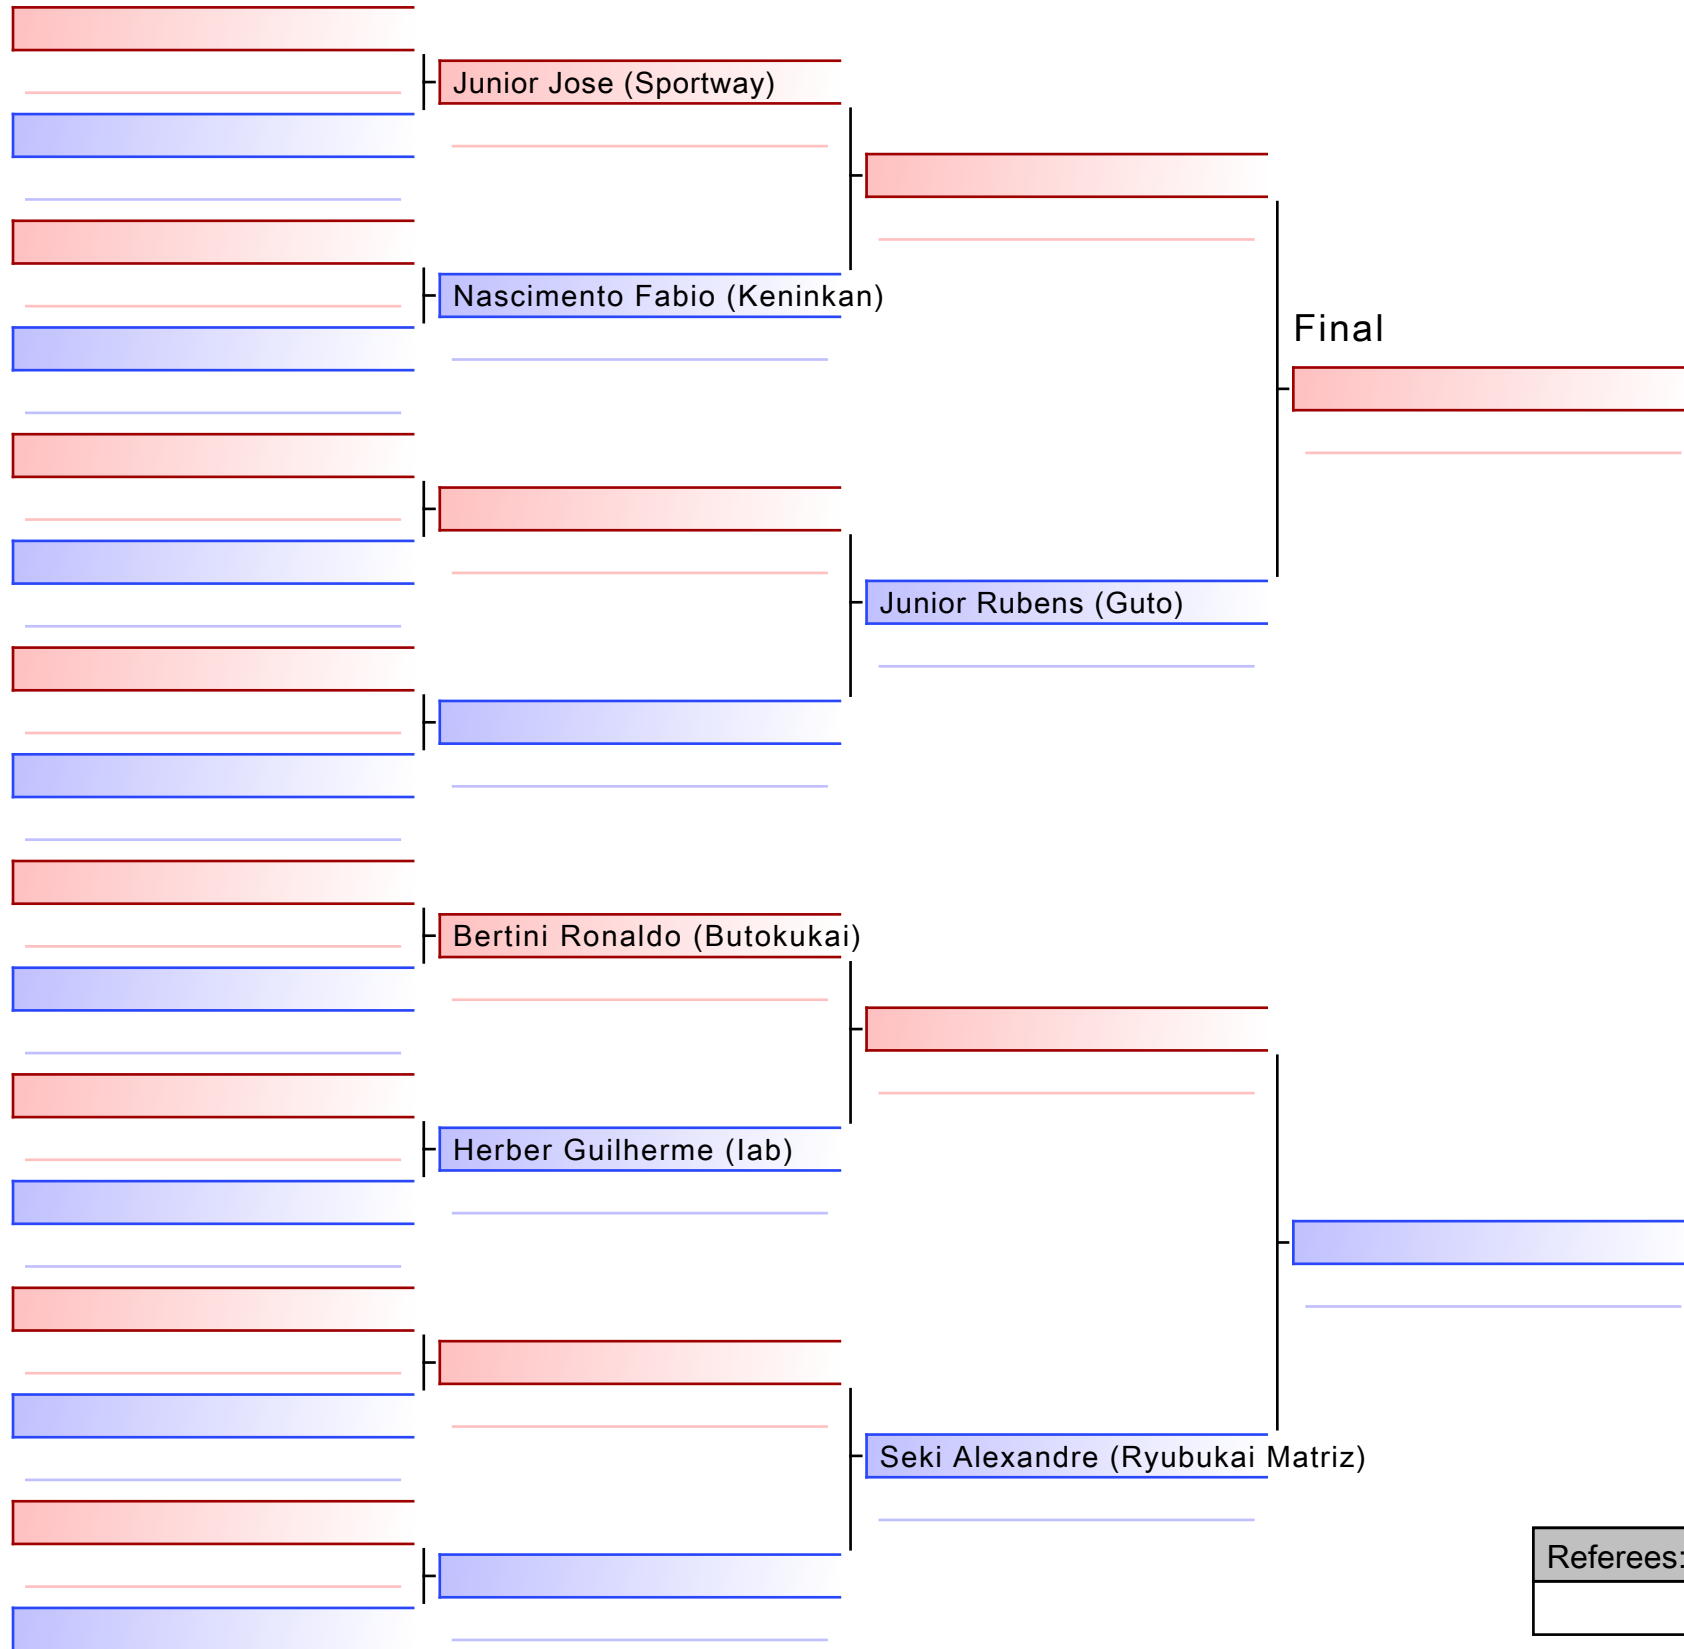 Junior Jose (Sportway)
Nascimento Fabio (Keninkan)
Final
Junior Rubens (Guto)
Bertini Ronaldo (Butokukai)
Herber Guilherme (Iab)
Seki Alexandre (Ryubukai Matriz)
Referees: